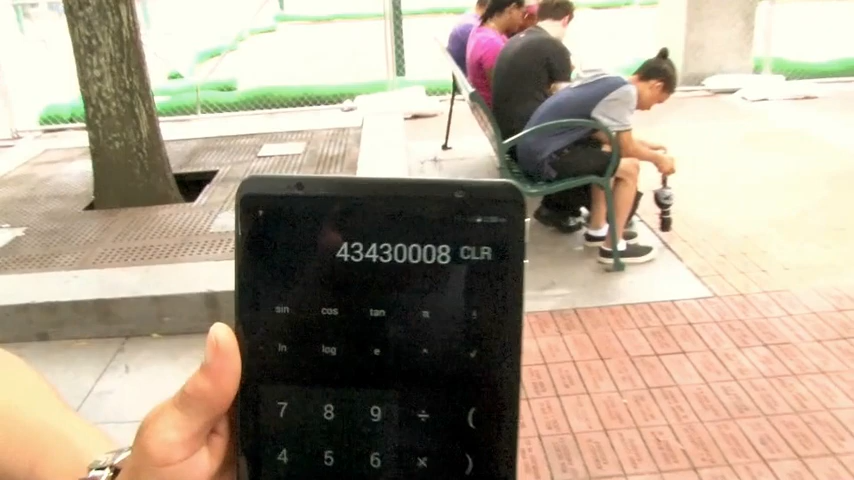 43430008 CLR
sin cos tan π !
ln log e ^ √
7 8 9 ÷ (
4 5 6 × )